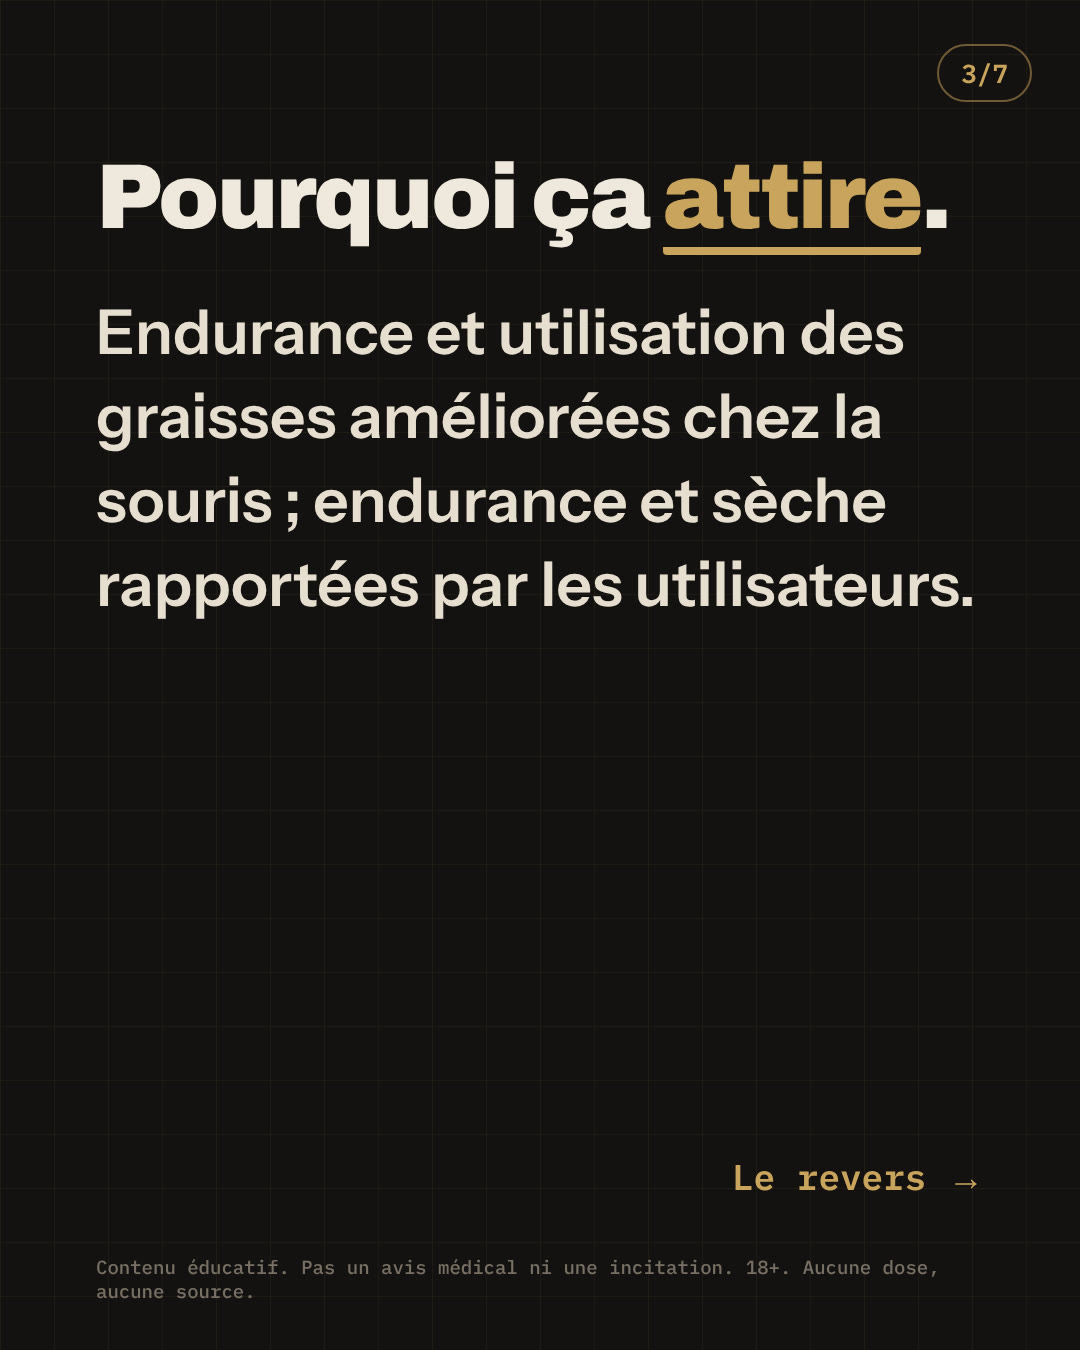 3/7
Pourquoi ça attire.
Endurance et utilisation des
graisses améliorées chez la
souris ; endurance et sèche
rapportées par les utilisateurs.
Le revers →
Contenu éducatif. Pas un avis médical ni une incitation. 18+. Aucune dose,
aucune source.